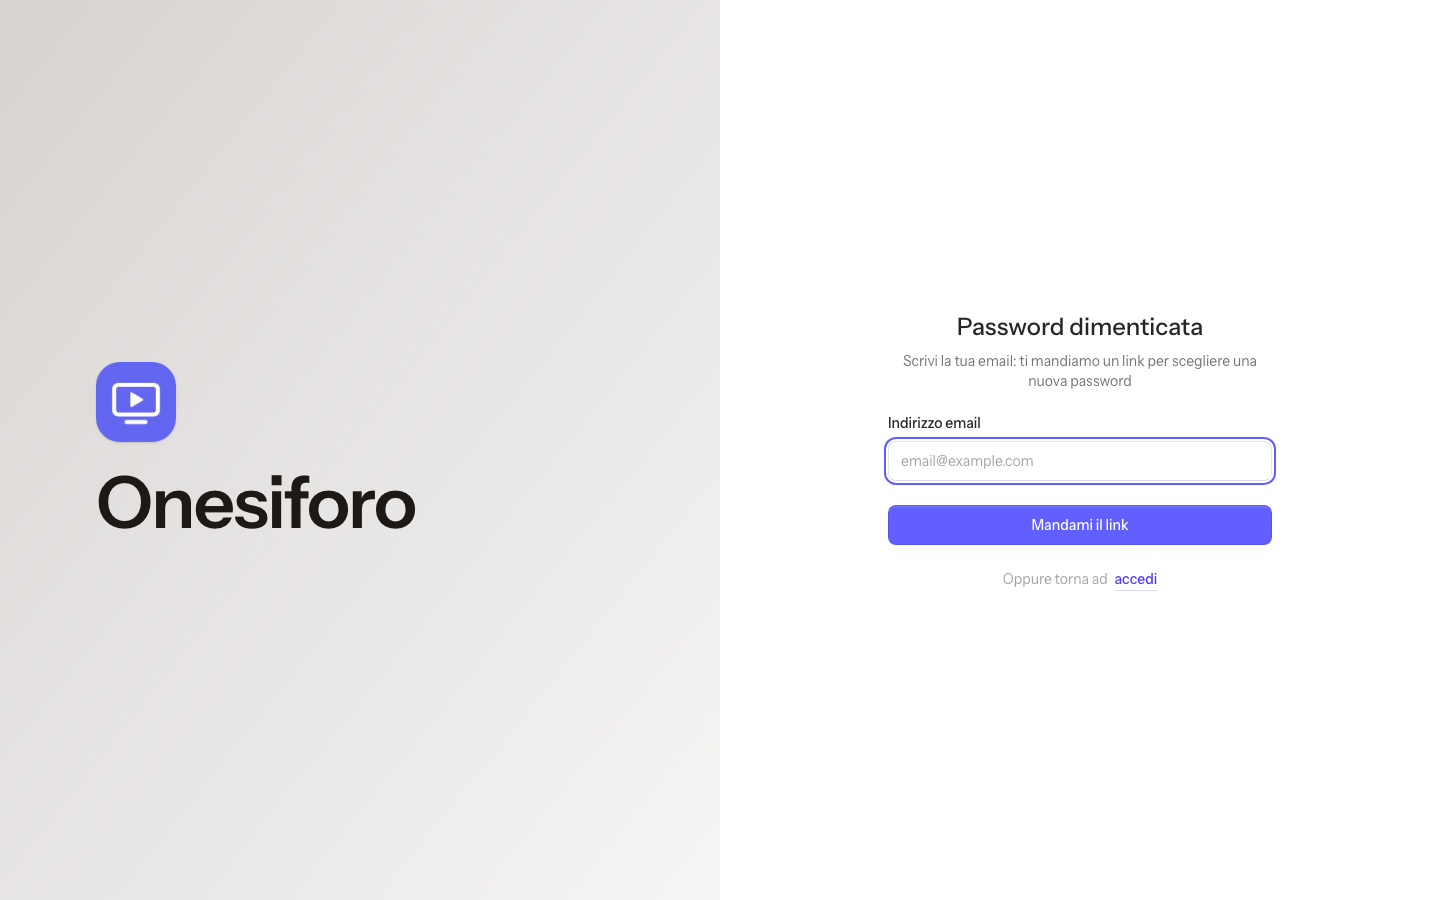 Onesiforo
Password dimenticata
Scrivi la tua email: ti mandiamo un link per scegliere una
nuova password
Indirizzo email
email@example.com
Mandami il link
Oppure torna ad accedi